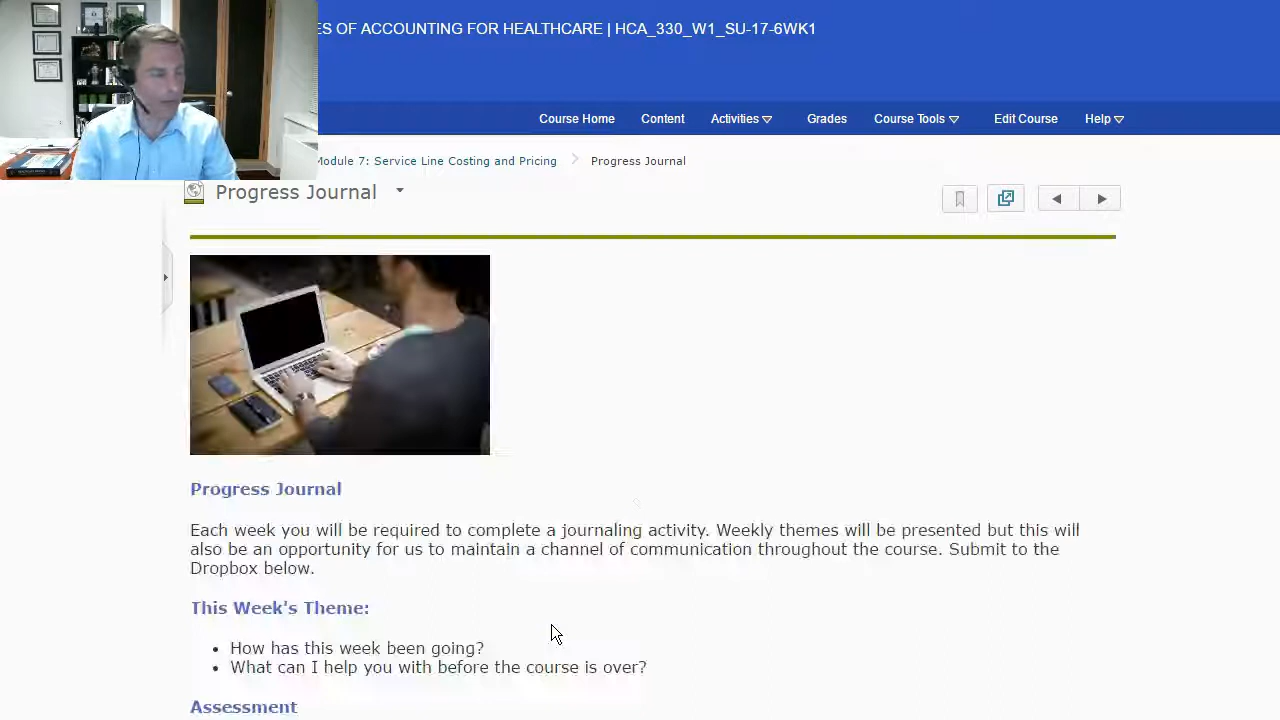 ES OF ACCOUNTING FOR HEALTHCARE | HCA_330_W1_SU-17-6WK1
Course Home Content Activities Grades Course Tools Edit Course Help
Module 7: Service Line Costing and Pricing Progress Journal
Progress Journal
Progress Journal
Each week you will be required to complete a journaling activity. Weekly themes will be presented but this will
also be an opportunity for us to maintain a channel of communication throughout the course. Submit to the
Dropbox below.
This Week's Theme:
• How has this week been going?
• What can I help you with before the course is over?
Assessment